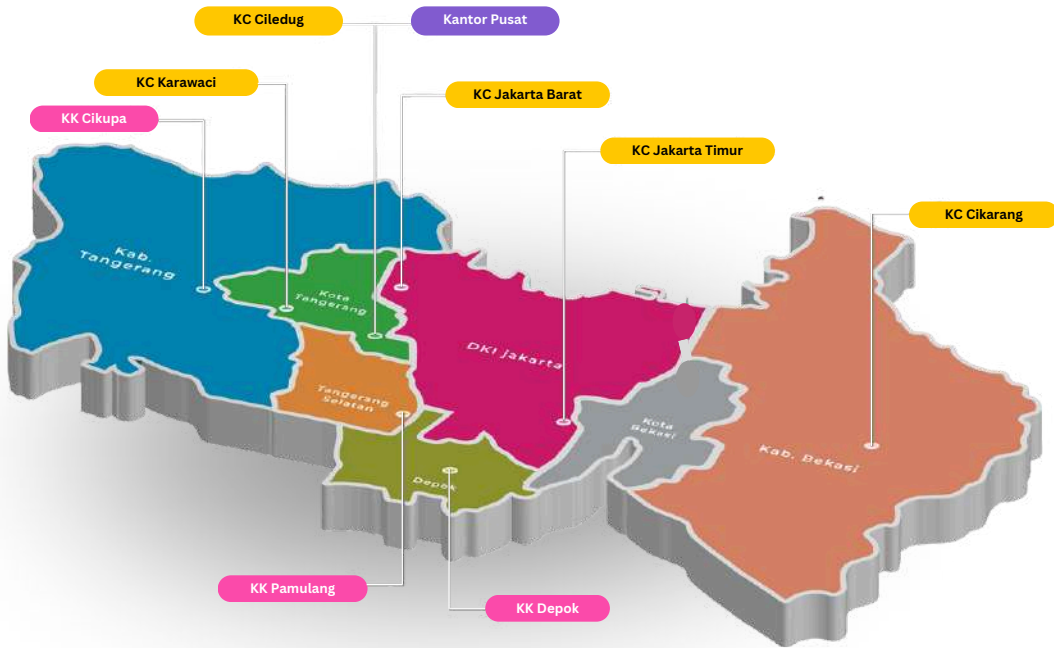 KC Ciledug
Kantor Pusat
KC Karawaci
KC Jakarta Barat
KK Cikupa
KC Jakarta Timur
KC Cikarang
Kab.
Tangerang
Kota
Tangerang
DKI Jakarta
Tangerang
Selatan
Kota
Bekasi
Kab. Bekasi
Depok
KK Pamulang
KK Depok